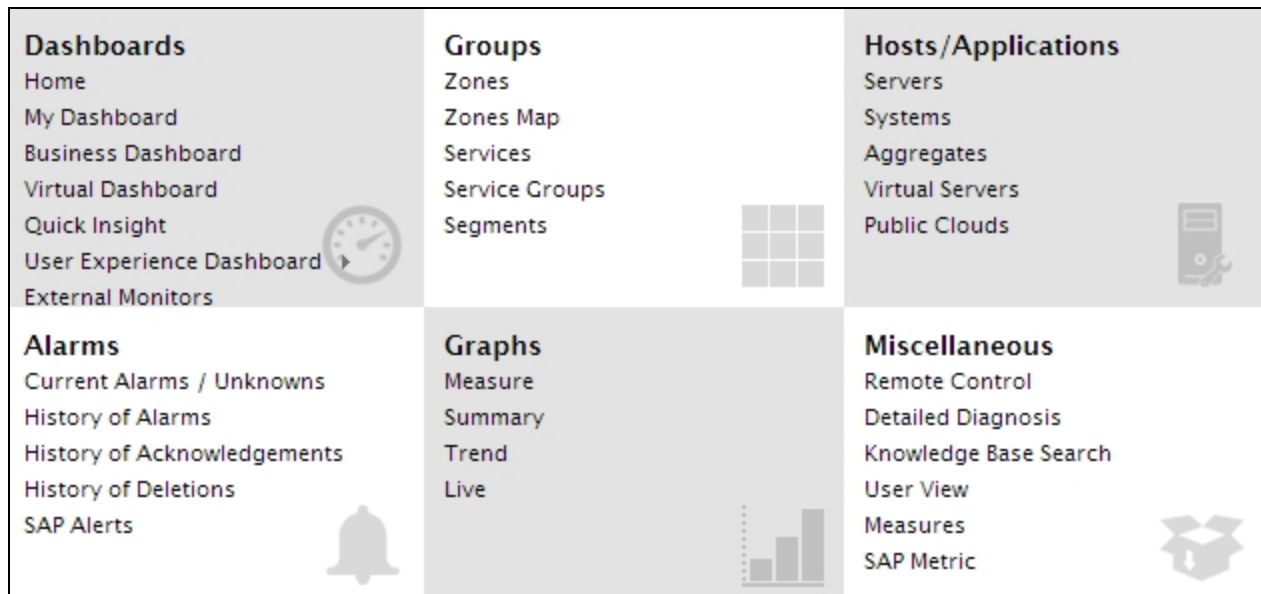 Dashboards
Home
My Dashboard
Business Dashboard
Virtual Dashboard
Quick Insight
User Experience Dashboard
External Monitors
Groups
Zones
Zones Map
Services
Service Groups
Segments
Hosts/Applications
Servers
Systems
Aggregates
Virtual Servers
Public Clouds
Alarms
Current Alarms / Unknowns
History of Alarms
History of Acknowledgements
History of Deletions
SAP Alerts
Graphs
Measure
Summary
Trend
Live
Miscellaneous
Remote Control
Detailed Diagnosis
Knowledge Base Search
User View
Measures
SAP Metric